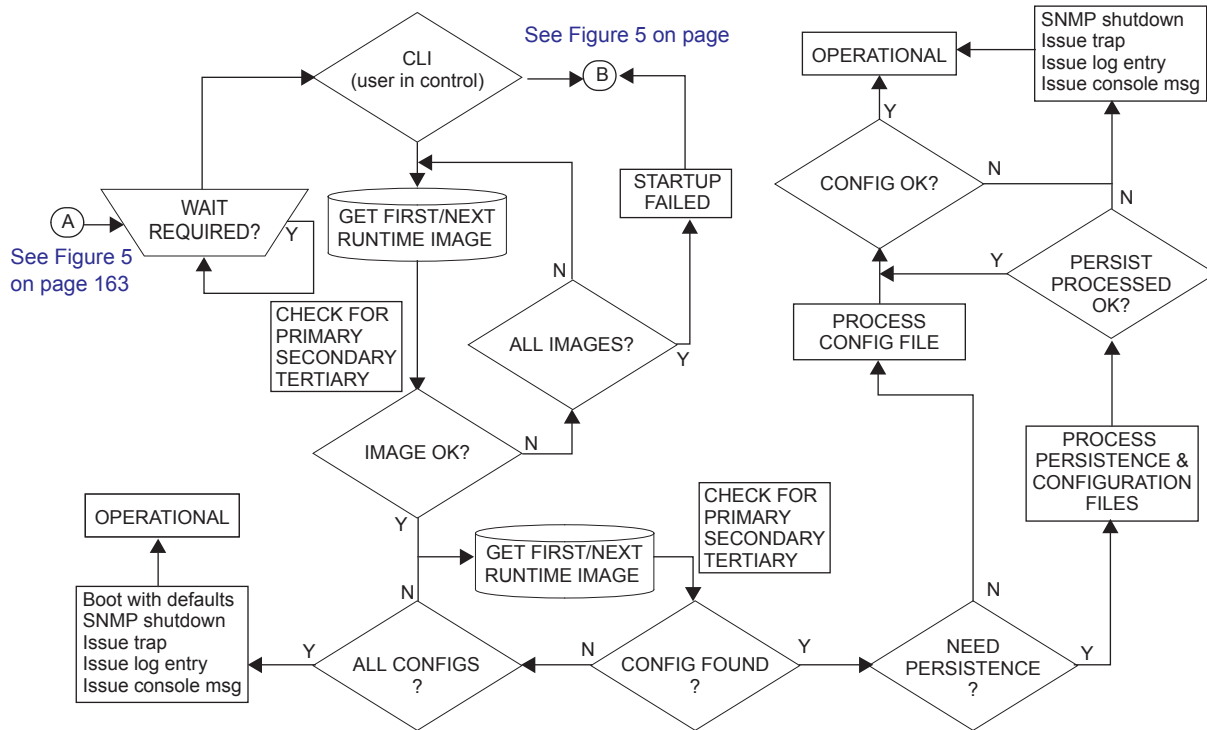 See Figure 5 on page
CLI
(user in control)
B
A
WAIT
REQUIRED?
Y
See Figure 5
on page 163
GET FIRST/NEXT
RUNTIME IMAGE
CHECK FOR
PRIMARY
SECONDARY
TERTIARY
STARTUP
FAILED
N
ALL IMAGES?
Y
IMAGE OK?
N
Y
OPERATIONAL
Boot with defaults
SNMP shutdown
Issue trap
Issue log entry
Issue console msg
Y
N
ALL CONFIGS
?
GET FIRST/NEXT
RUNTIME IMAGE
CHECK FOR
PRIMARY
SECONDARY
TERTIARY
N
CONFIG FOUND
?
Y
NEED
PERSISTENCE
?
N
Y
PROCESS
CONFIG FILE
PROCESS
PERSISTENCE &
CONFIGURATION
FILES
Y
PERSIST
PROCESSED
OK?
N
CONFIG OK?
Y
N
OPERATIONAL
SNMP shutdown
Issue trap
Issue log entry
Issue console msg